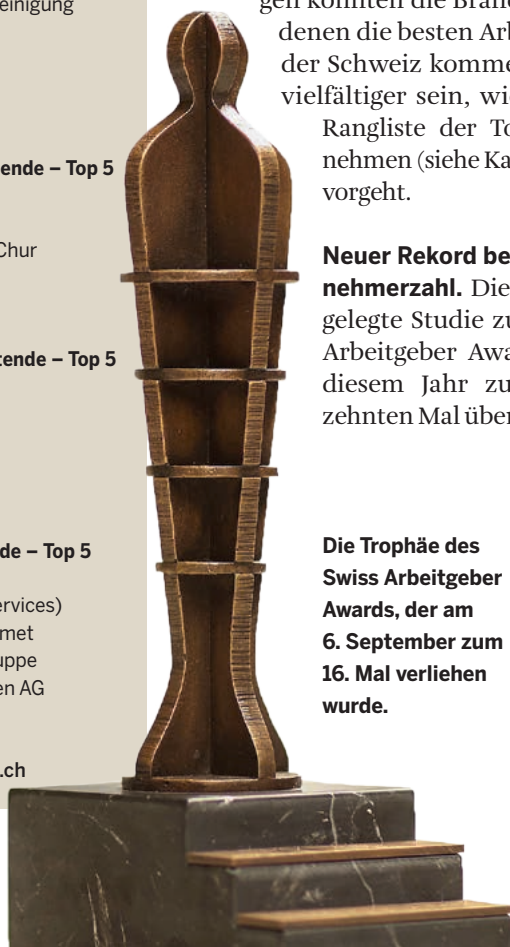 einigung
ende – Top 5
Chur
tende – Top 5
de – Top 5
ervices)
met
uppe
en AG
.ch
gen konnten die Bran
denen die besten Arb
der Schweiz komme
vielfältiger sein, wi
Rangliste der To
nehmen (siehe Ka
vorgeht.
Neuer Rekord be
nehmerzahl. Die
gelegte Studie zu
Arbeitgeber Awa
diesem Jahr zu
zehnten Mal über
Die Trophäe des
Swiss Arbeitgeber
Awards, der am
6. September zum
16. Mal verliehen
wurde.